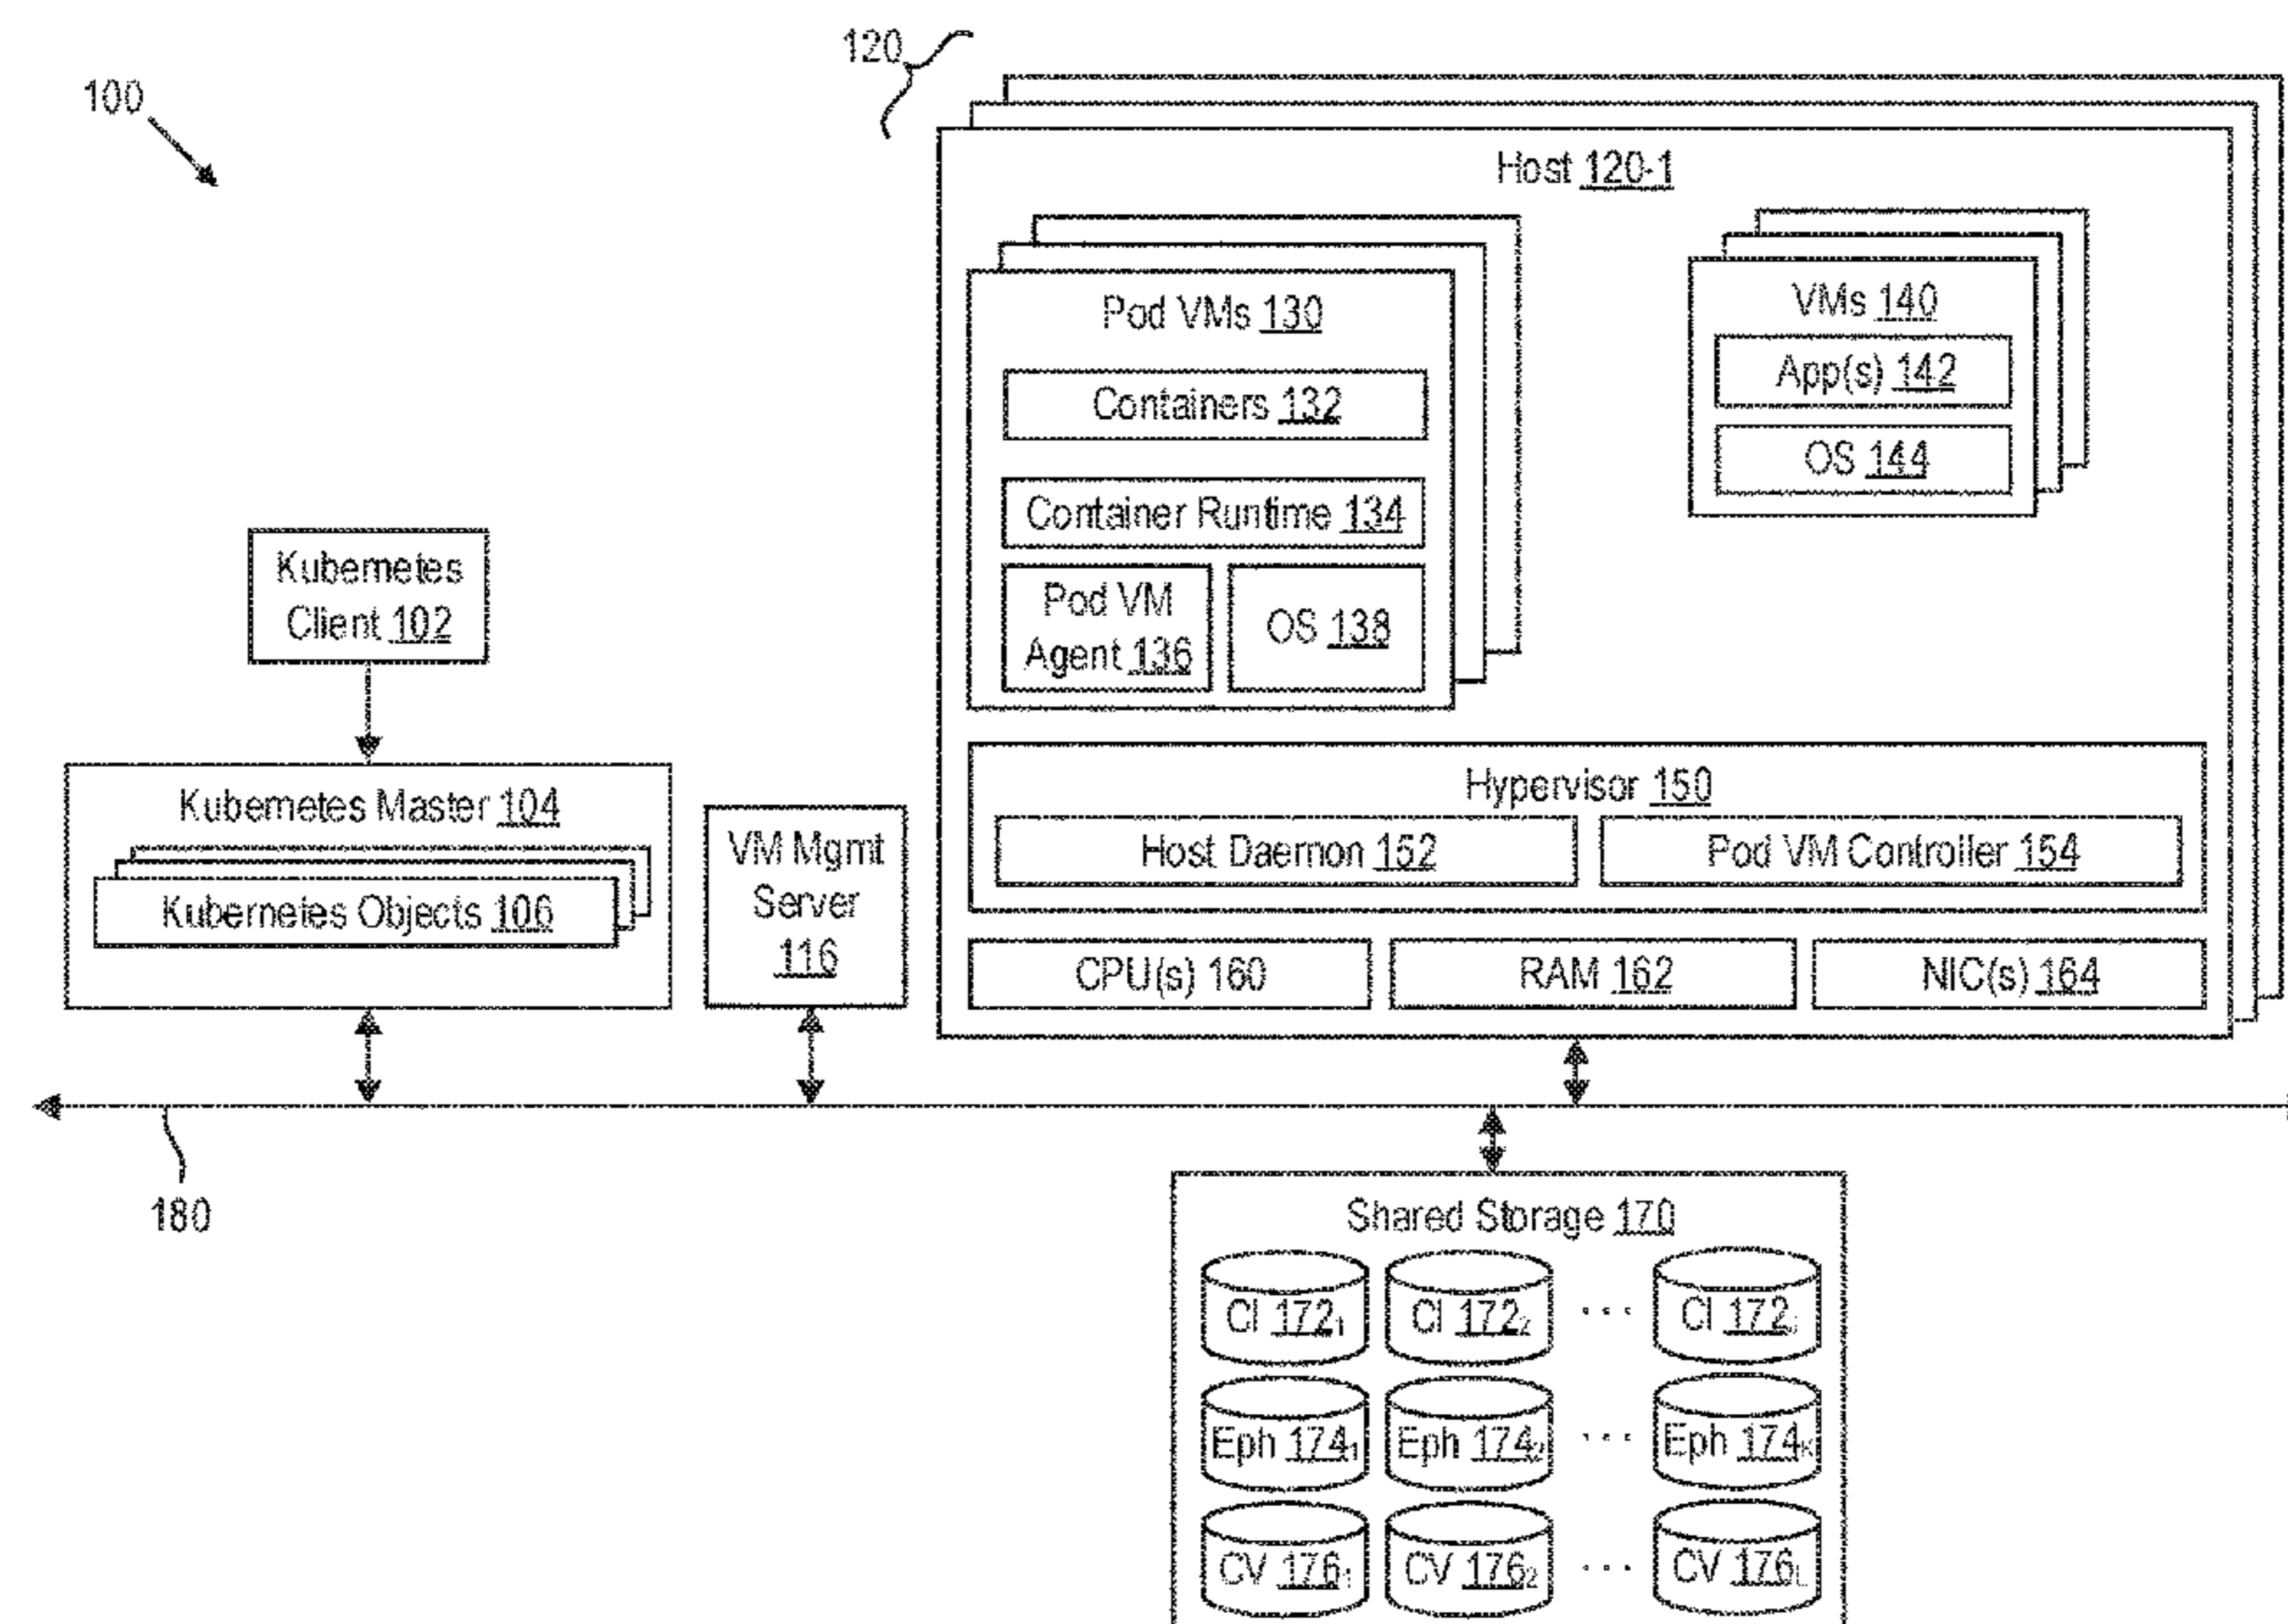 100
120
Host 120-1
Pod VMs 130
Containers 132
Container Runtime 134
Pod VM
Agent 136
OS 138
VMs 140
App(s) 142
OS 144
Kubernetes
Client 102
Kubernetes Master 104
Kubernetes Objects 106
VM Mgmt
Server
116
Hypervisor 150
Host Daemon 152
Pod VM Controller 154
CPU(s) 160
RAM 162
NIC(s) 164
180
Shared Storage 170
CI 172₁
CI 172₂
...
CI 172
Eph 174₁
Eph 174₂
...
Eph 174K
CV 176₁
CV 176₂
...
CV 176L